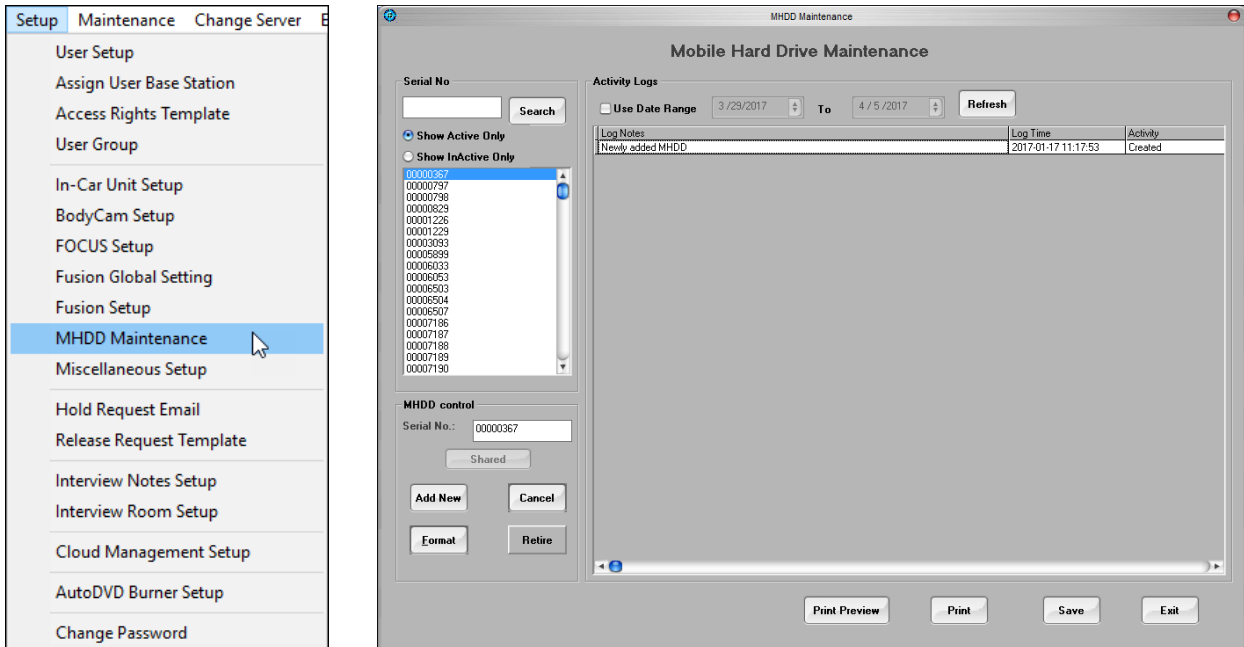 Setup Maintenance Change Server E
User Setup
Assign User Base Station
Access Rights Template
User Group
In-Car Unit Setup
BodyCam Setup
FOCUS Setup
Fusion Global Setting
Fusion Setup
MHDD Maintenance
Miscellaneous Setup
Hold Request Email
Release Request Template
Interview Notes Setup
Interview Room Setup
Cloud Management Setup
AutoDVD Burner Setup
Change Password
MHDD Maintenance
Mobile Hard Drive Maintenance
Serial No
Search
Show Active Only
Show InActive Only
00000367
00000797
00000798
00000829
00001226
00001229
00003093
00005899
00006033
00006053
00006503
00006504
00006507
00007186
00007187
00007188
00007189
00007190
MHDD control
Serial No.: 00000367
Shared
Add New Cancel
Format Retire
Activity Logs
Use Date Range 3 /29/2017 To 4 / 5 /2017 Refresh
Log Notes Log Time Activity
Newly added MHDD 2017-01-17 11:17:53 Created
Print Preview Print Save Exit